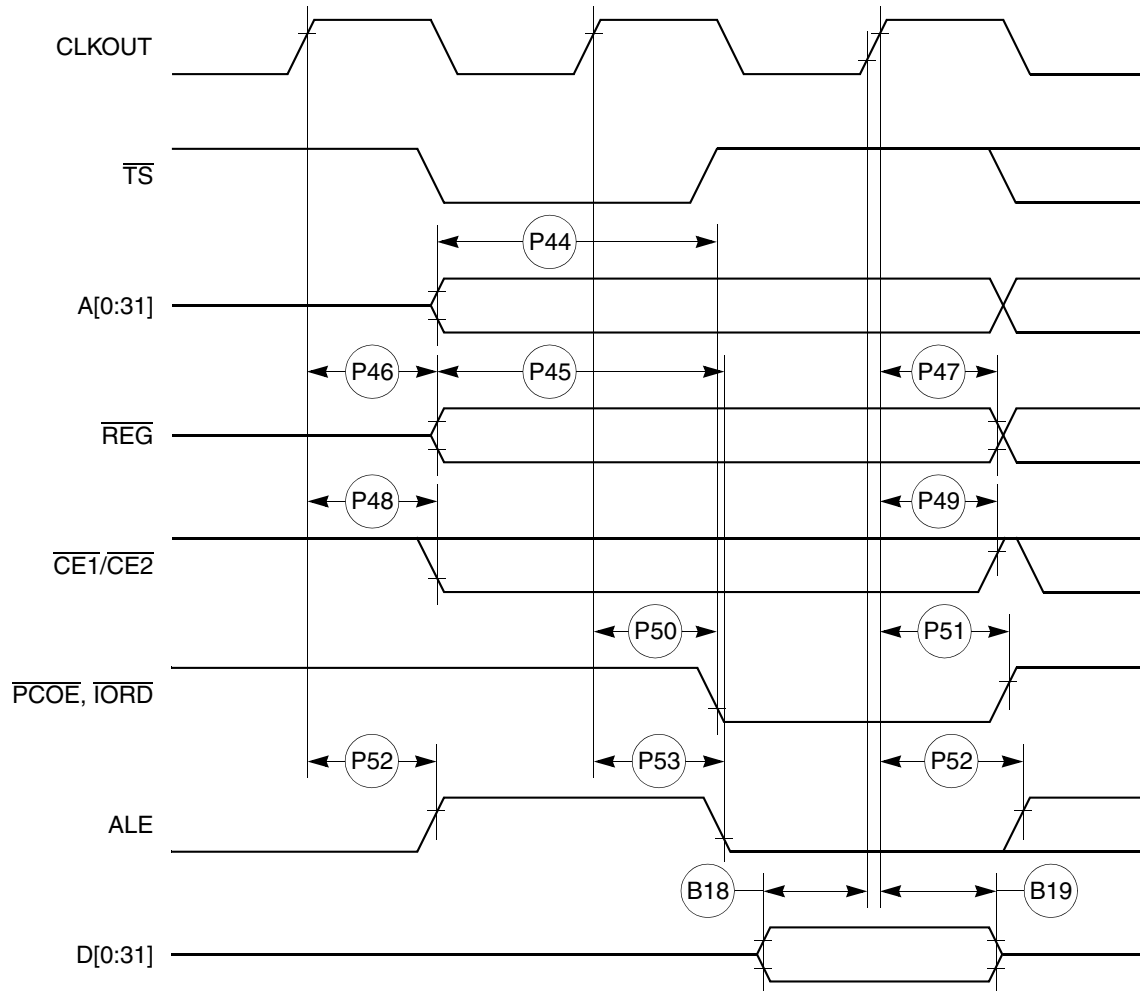 CLKOUT
TS
P44
A[0:31]
P46 P45 P47
REG
P48 P49
CE1/CE2
P50 P51
PCOE, IORD
P52 P53 P52
ALE
B18 B19
D[0:31]